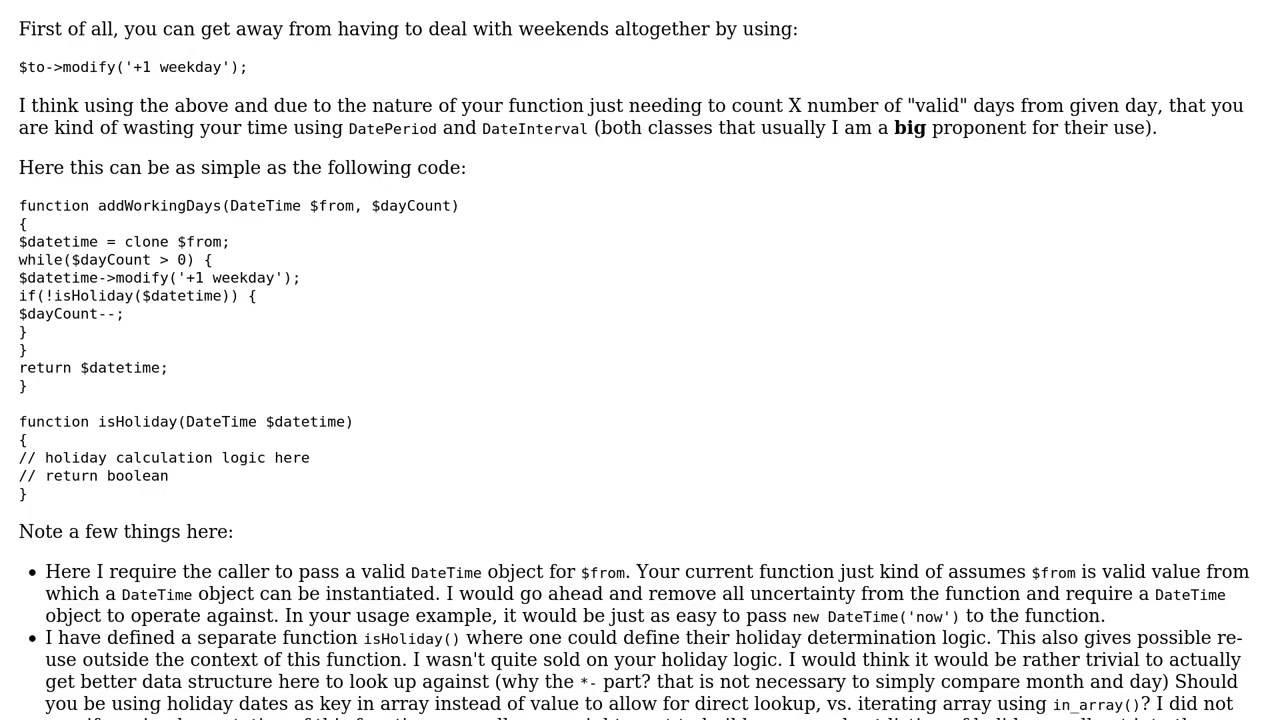 First of all, you can get away from having to deal with weekends altogether by using:
$to->modify('+1 weekday');
I think using the above and due to the nature of your function just needing to count X number of "valid" days from given day, that you
are kind of wasting your time using DatePeriod and DateInterval (both classes that usually I am a big proponent for their use).
Here this can be as simple as the following code:
function addWorkingDays(DateTime $from, $dayCount)
{
$datetime = clone $from;
while($dayCount > 0) {
$datetime->modify('+1 weekday');
if(!isHoliday($datetime)) {
$dayCount--;
}
}
return $datetime;
}
function isHoliday(DateTime $datetime)
{
// holiday calculation logic here
// return boolean
}
Note a few things here:
• Here I require the caller to pass a valid DateTime object for $from. Your current function just kind of assumes $from is valid value from
which a DateTime object can be instantiated. I would go ahead and remove all uncertainty from the function and require a DateTime
object to operate against. In your usage example, it would be just as easy to pass new DateTime('now') to the function.
• I have defined a separate function isHoliday() where one could define their holiday determination logic. This also gives possible re-
use outside the context of this function. I wasn't quite sold on your holiday logic. I would think it would be rather trivial to actually
get better data structure here to look up against (why the *- part? that is not necessary to simply compare month and day) Should
you be using holiday dates as key in array instead of value to allow for direct lookup, vs. iterating array using in_array()? I did not